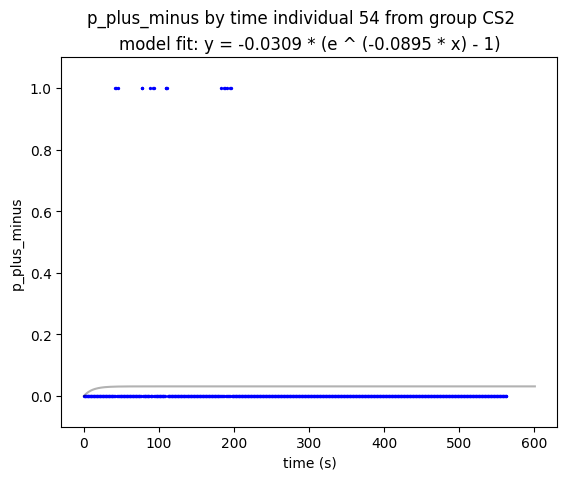 p_plus_minus by time individual 54 from group CS2
model fit: y = -0.0309 * (e ^ (-0.0895 * x) - 1)
1.0
0.8
0.6
0.4
0.2
0.0
p_plus_minus
0 100 200 300 400 500 600
time (s)